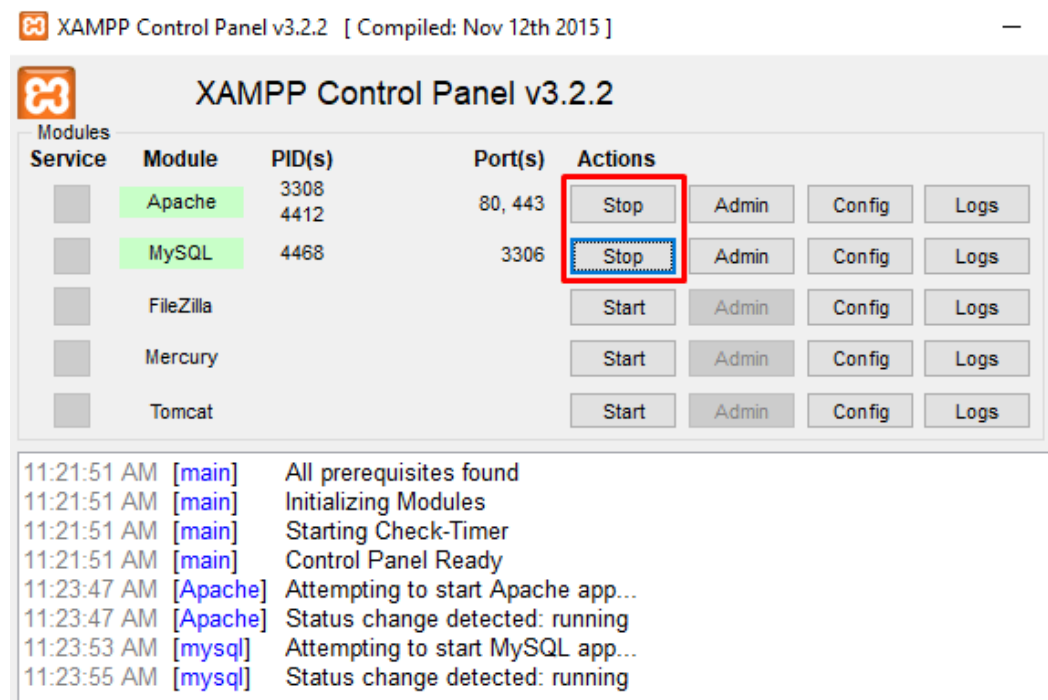 XAMPP Control Panel v3.2.2 [ Compiled: Nov 12th 2015 ]
XAMPP Control Panel v3.2.2
Modules
Service Module PID(s) Port(s) Actions
Apache 3308 4412 80, 443 Stop Admin Config Logs
MySQL 4468 3306 Stop Admin Config Logs
FileZilla Start Admin Config Logs
Mercury Start Admin Config Logs
Tomcat Start Admin Config Logs
11:21:51 AM [main] All prerequisites found
11:21:51 AM [main] Initializing Modules
11:21:51 AM [main] Starting Check-Timer
11:21:51 AM [main] Control Panel Ready
11:23:47 AM [Apache] Attempting to start Apache app...
11:23:47 AM [Apache] Status change detected: running
11:23:53 AM [mysql] Attempting to start MySQL app...
11:23:55 AM [mysql] Status change detected: running